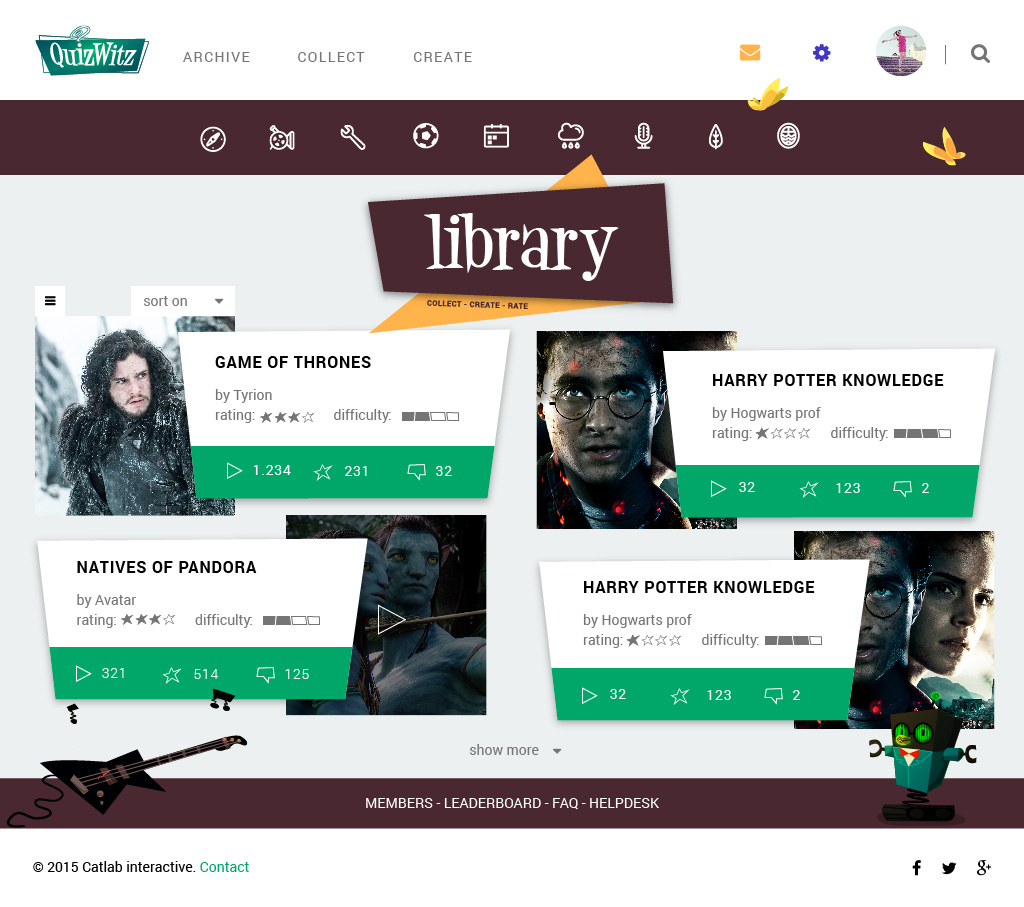 QuizWitz
ARCHIVE COLLECT CREATE
library
COLLECT - CREATE - RATE
sort on
GAME OF THRONES
by Tyrion
rating: difficulty:
1.234 231 32
HARRY POTTER KNOWLEDGE
by Hogwarts prof
rating: difficulty:
32 123 2
NATIVES OF PANDORA
by Avatar
rating: difficulty:
321 514 125
HARRY POTTER KNOWLEDGE
by Hogwarts prof
rating: difficulty:
32 123 2
show more
MEMBERS - LEADERBOARD - FAQ - HELPDESK
© 2015 Catlab interactive. Contact